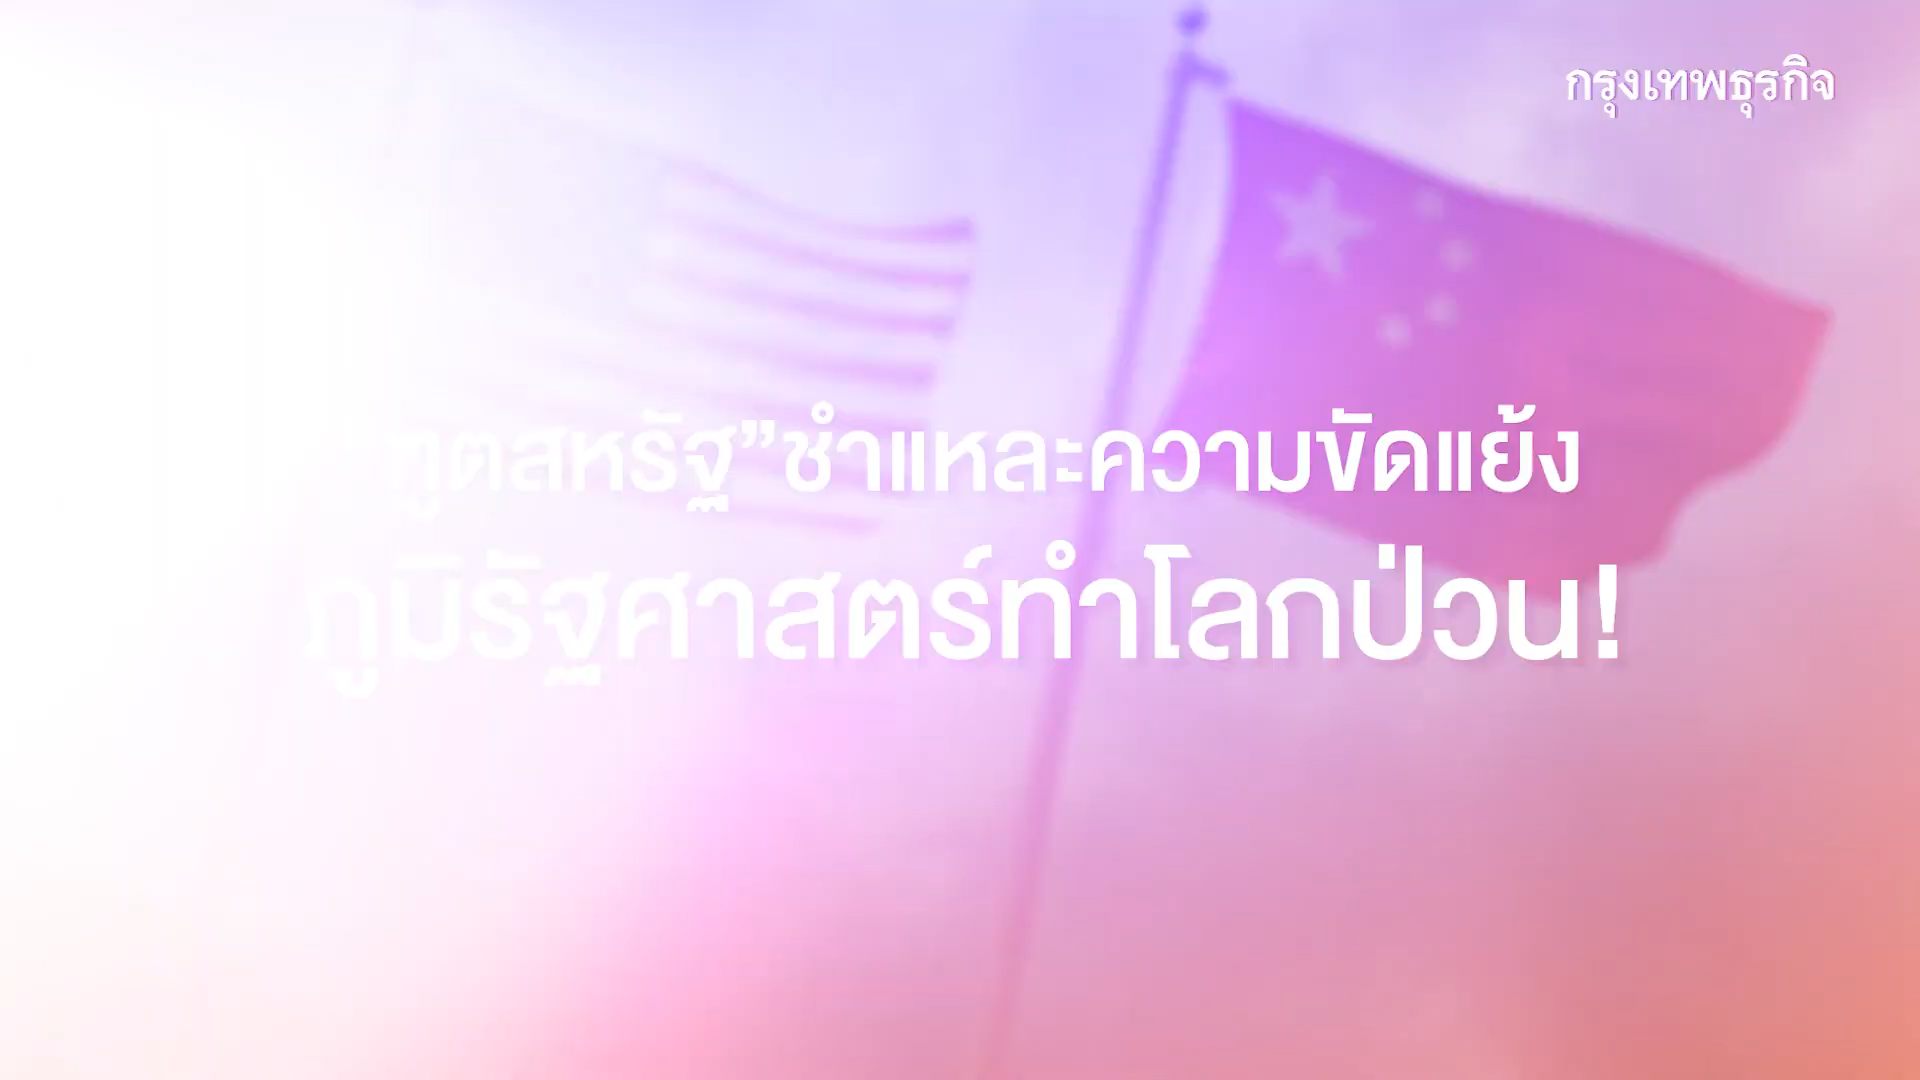 กรุงเทพธุรกิจ
ทูตสหรัฐ”ชำแหละความขัดแย้ง
ภูมิรัฐศาสตร์ทำโลกป่วน!